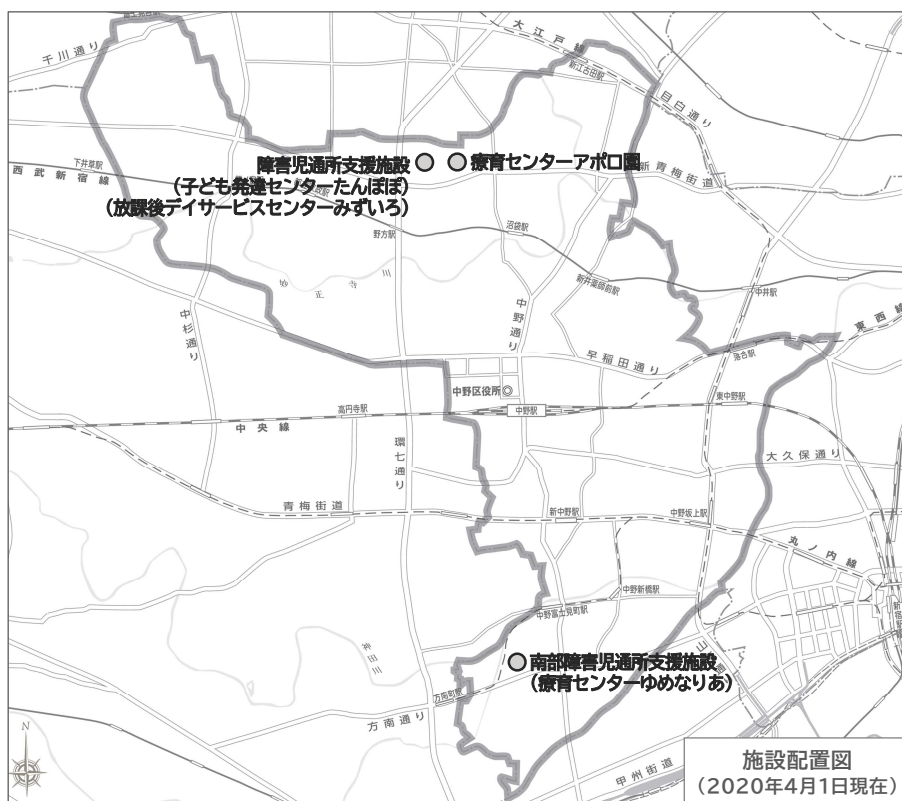 千川通り
大江戸線
新江古田駅
目白通り
障害児通所支援施設
(子ども発達センターたんぽぽ)
(放課後デイサービスセンターみずいろ)
療育センターアポロ園
新青梅街道
下井草駅
西武新宿線
野方駅
沼袋駅
新井薬師前駅
中井駅
妙正寺川
中杉通り
中野通り
早稲田通り
落合駅
東西線
中野区役所
高円寺駅
中野駅
東中野駅
中央線
環七通り
大久保通り
青梅街道
新中野駅
中野坂上駅
丸ノ内線
中野富士見町駅
中野新橋駅
南部障害児通所支援施設
(療育センターゆめなりあ)
方南町駅
方南通り
甲州街道
N
施設配置図
(2020年4月1日現在)